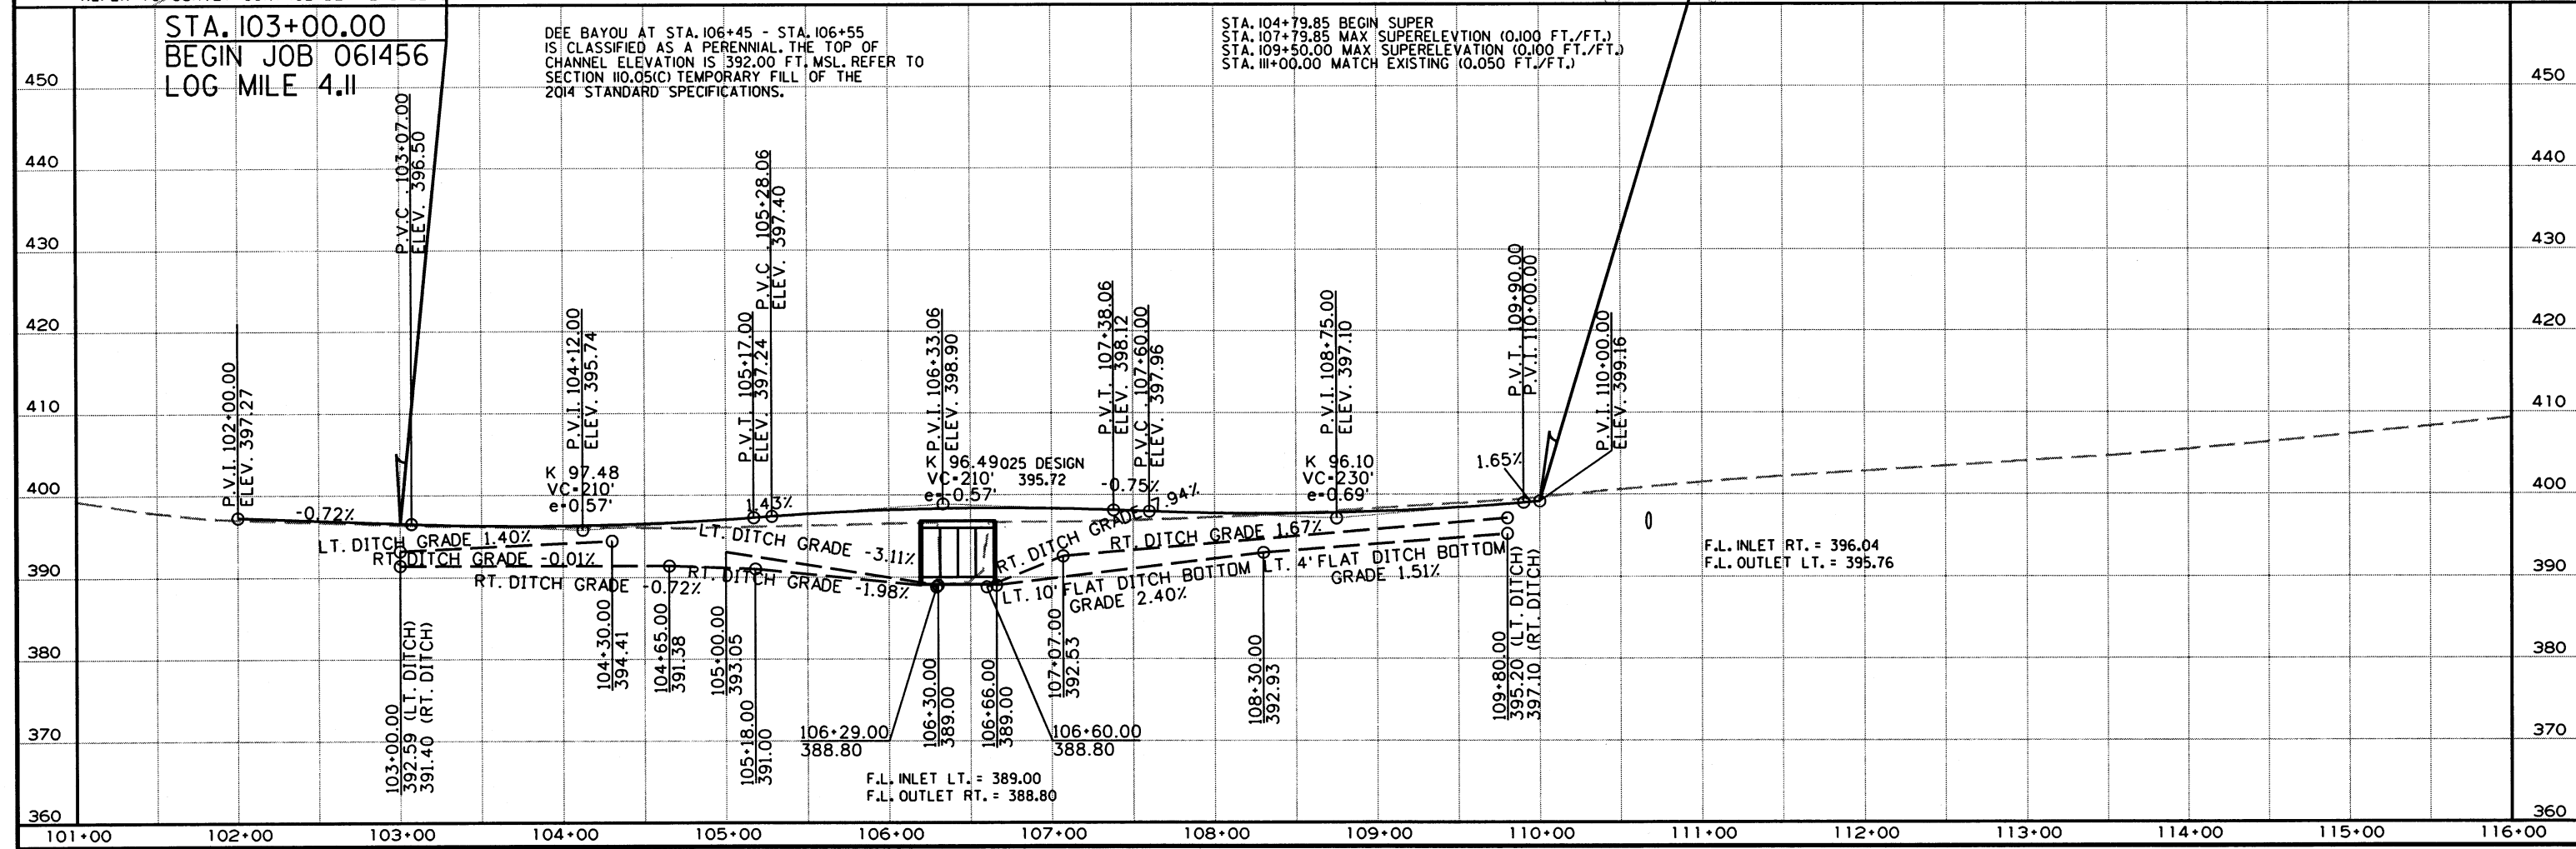 STA. 103+00.00
BEGIN JOB 061456
LOG MILE 4.11
DEE BAYOU AT STA. 106+45 - STA. 106+55
IS CLASSIFIED AS A PERENNIAL. THE TOP OF
CHANNEL ELEVATION IS 392.00 FT. MSL. REFER TO
SECTION 110.05(C) TEMPORARY FILL OF THE
2014 STANDARD SPECIFICATIONS.
STA. 104+79.85 BEGIN SUPER
STA. 107+79.85 MAX SUPERELEVTION (0.100 FT./FT.)
STA. 109+50.00 MAX SUPERELEVATION (0.100 FT./FT.)
STA. 111+00.00 MATCH EXISTING (0.050 FT./FT.)
450
440
430
420
410
400
390
380
370
360
450
440
430
420
410
400
390
380
370
360
P.V.I. 102+00.00
ELEV. 397.27
P.V.C. 103+07.00
ELEV. 396.50
P.V.I. 104+12.00
ELEV. 395.74
K 97.48
VC=210'
e=0.57'
P.V.T. 105+17.00
ELEV. 397.24
P.V.C. 105+28.06
ELEV. 397.40
P.V.I. 106+33.06
ELEV. 398.90
K 96.49
VC=210'
e=-0.57'
025 DESIGN
395.72
P.V.T. 107+38.06
ELEV. 398.12
P.V.C. 107+60.00
ELEV. 397.96
P.V.I. 108+75.00
ELEV. 397.10
K 96.10
VC=230'
e=0.69'
P.V.T. 109+90.00
P.V.I. 110+00.00
P.V.I. 110+00.00
ELEV. 399.16
-0.72%
1.43%
-0.75%
1.65%
LT. DITCH GRADE 1.40%
RT. DITCH GRADE -0.01%
RT. DITCH GRADE -0.72%
LT. DITCH GRADE -3.11%
RT. DITCH GRADE -1.98%
RT. DITCH GRADE 7.94%
RT. DITCH GRADE 1.67%
LT. 10' FLAT DITCH BOTTOM
GRADE 2.40%
LT. 4' FLAT DITCH BOTTOM
GRADE 1.51%
103+00.00
392.59 (LT. DITCH)
391.40 (RT. DITCH)
104+30.00
394.41
104+65.00
391.38
105+00.00
393.05
105+18.00
391.00
106+29.00
388.80
106+30.00
389.00
106+66.00
389.00
106+60.00
388.80
107+07.00
392.53
108+30.00
392.93
109+80.00
395.20 (LT. DITCH)
397.10 (RT. DITCH)
F.L. INLET LT. = 389.00
F.L. OUTLET RT. = 388.80
F.L. INLET RT. = 396.04
F.L. OUTLET LT. = 395.76
101+00 102+00 103+00 104+00 105+00 106+00 107+00 108+00 109+00 110+00 111+00 112+00 113+00 114+00 115+00 116+00